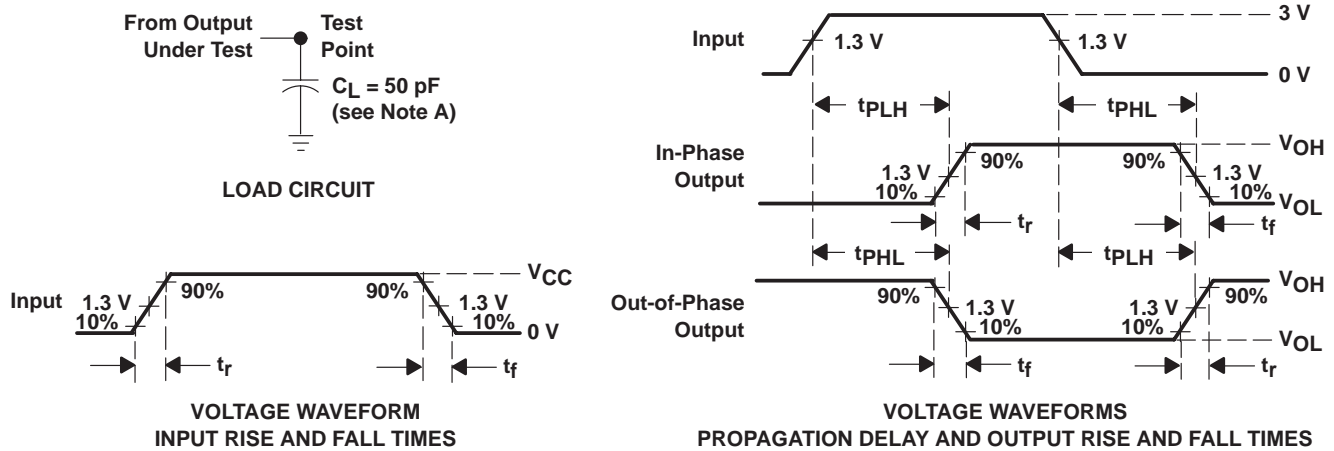 From Output
Under Test
Test
Point
CL = 50 pF
(see Note A)
LOAD CIRCUIT
Input
1.3 V
10%
90%
90%
1.3 V
10%
VCC
0 V
tr
tf
VOLTAGE WAVEFORM
INPUT RISE AND FALL TIMES
Input
1.3 V
1.3 V
3 V
0 V
tPLH
tPHL
In-Phase
Output
1.3 V
10%
90%
90%
1.3 V
10%
VOH
VOL
tr
tf
tPHL
tPLH
Out-of-Phase
Output
90%
1.3 V
10%
1.3 V
10%
90%
VOH
VOL
tf
tr
VOLTAGE WAVEFORMS
PROPAGATION DELAY AND OUTPUT RISE AND FALL TIMES